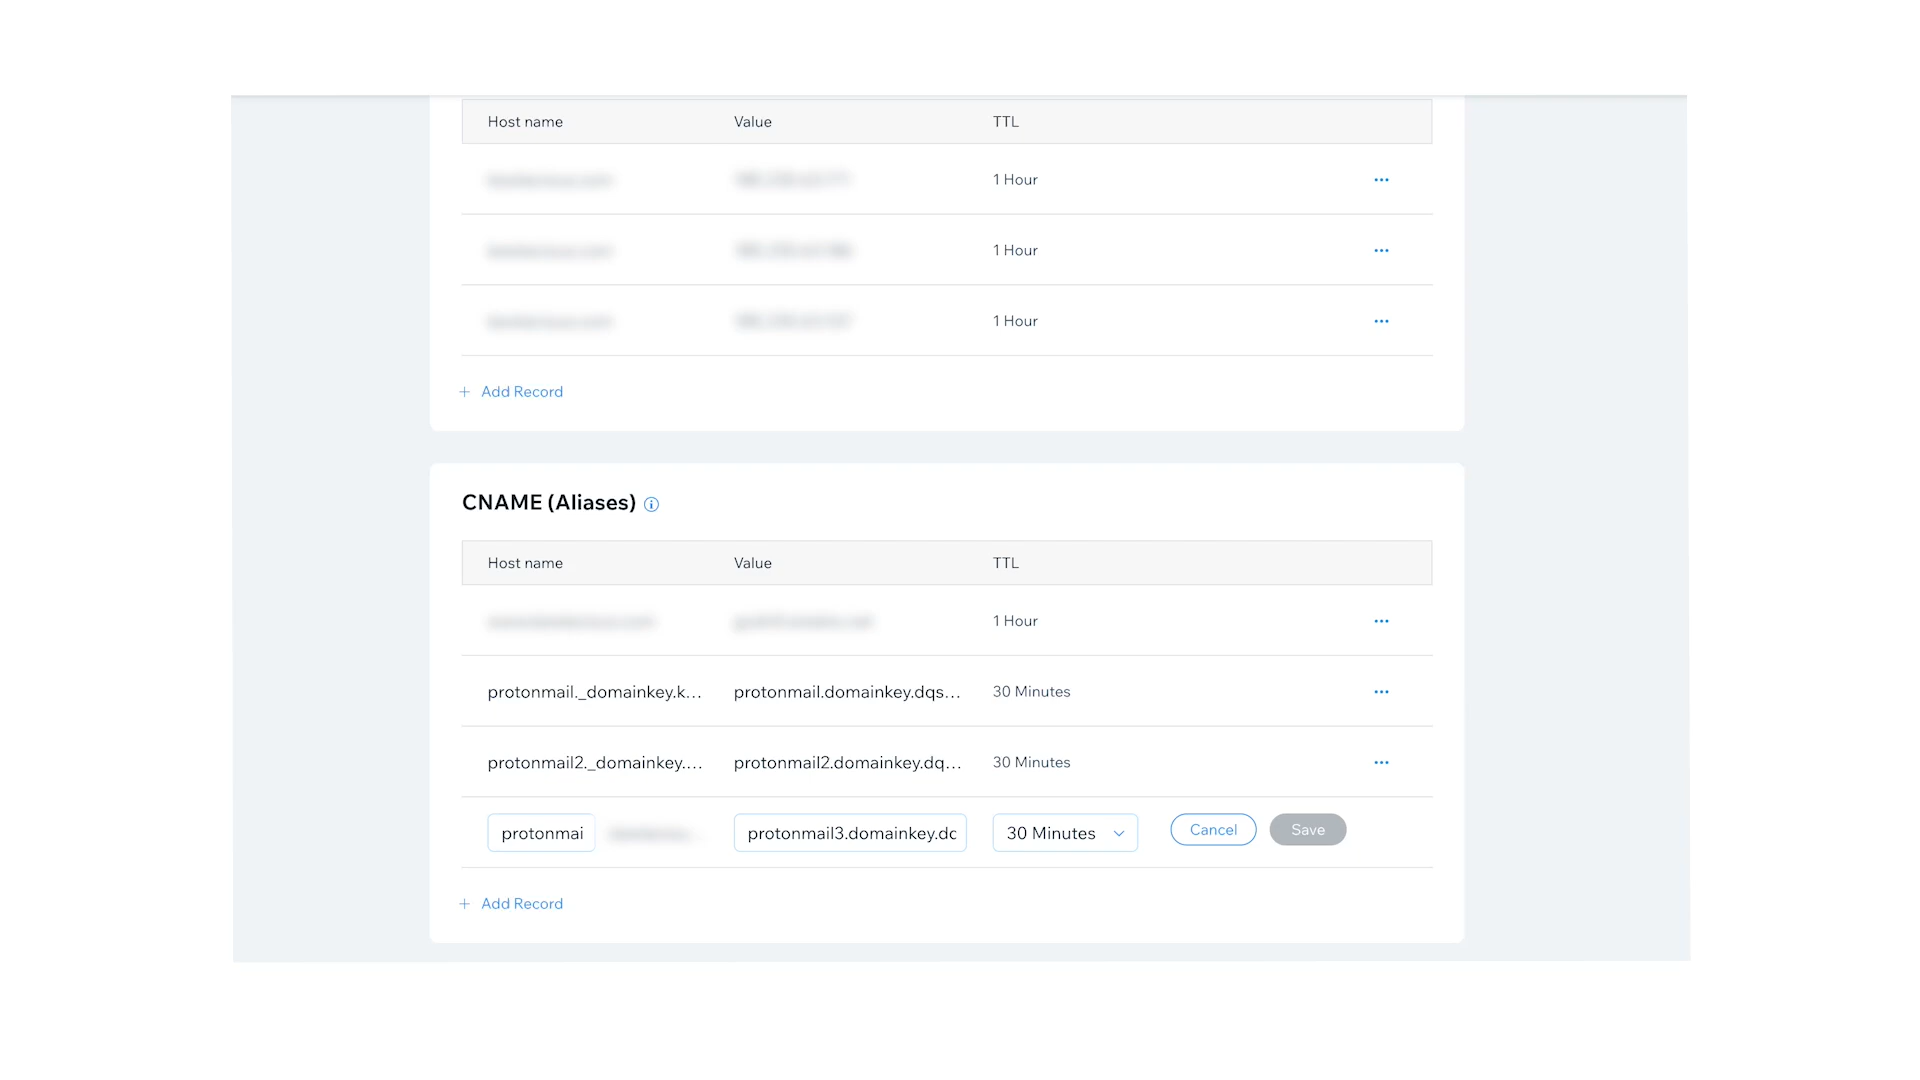 Host name Value TTL
1 Hour
1 Hour
1 Hour
+ Add Record
CNAME (Aliases)
Host name Value TTL
1 Hour
protonmail._domainkey.k... protonmail.domainkey.dqs... 30 Minutes
protonmail2._domainkey.... protonmail2.domainkey.dq... 30 Minutes
protonmai protonmail3.domainkey.dc 30 Minutes Cancel Save
+ Add Record